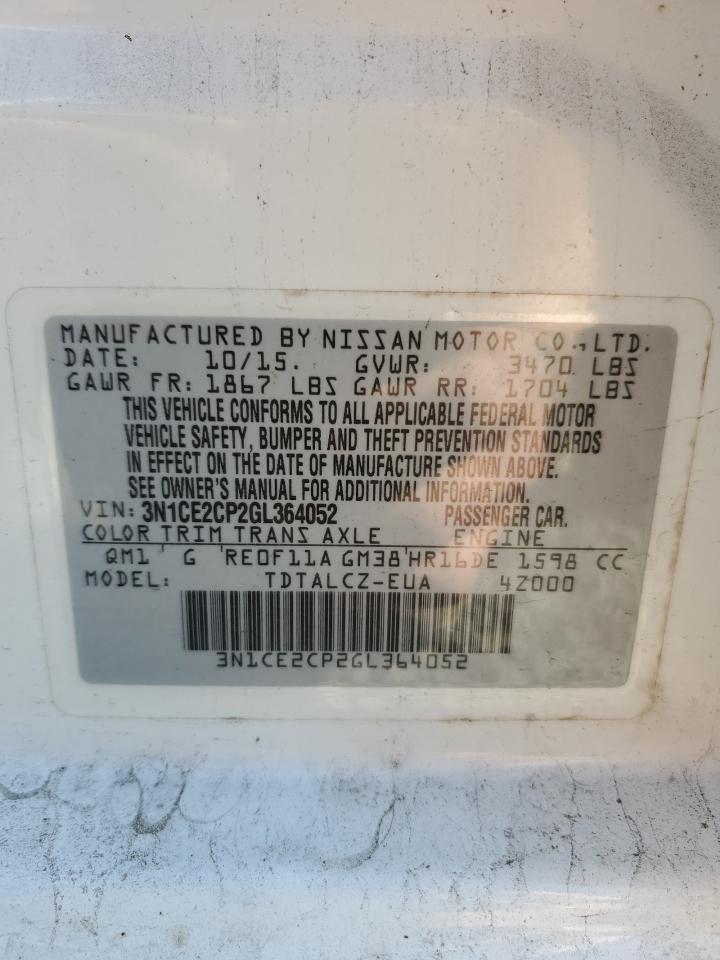 MANUFACTURED BY NISSAN MOTOR CO.,LTD.
DATE: 10/15. GVWR: 3470 LBS
GAWR FR: 1867 LBS GAWR RR: 1704 LBS
THIS VEHICLE CONFORMS TO ALL APPLICABLE FEDERAL MOTOR
VEHICLE SAFETY, BUMPER AND THEFT PREVENTION STANDARDS
IN EFFECT ON THE DATE OF MANUFACTURE SHOWN ABOVE.
SEE OWNER'S MANUAL FOR ADDITIONAL INFORMATION.
VIN: 3N1CE2CP2GL364052 PASSENGER CAR.
COLOR TRIM TRANS AXLE ENGINE
QM1 G RE0F11A GM38 HR16DE 1598 CC
MODEL: TDTALCZ-EUA 4Z000
3N1CE2CP2GL364052